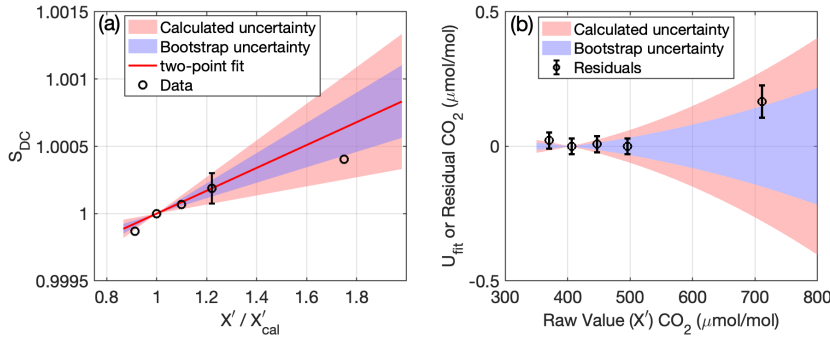 (a)
Calculated uncertainty
Bootstrap uncertainty
two-point fit
Data
1.0015
1.001
1.0005
1
0.9995
S_DC
0.8 1 1.2 1.4 1.6 1.8
X′ / X′_cal
(b)
Calculated uncertainty
Bootstrap uncertainty
Residuals
0.5
0
-0.5
U_fit or Residual CO₂ (μmol/mol)
300 400 500 600 700 800
Raw Value (X′) CO₂ (μmol/mol)